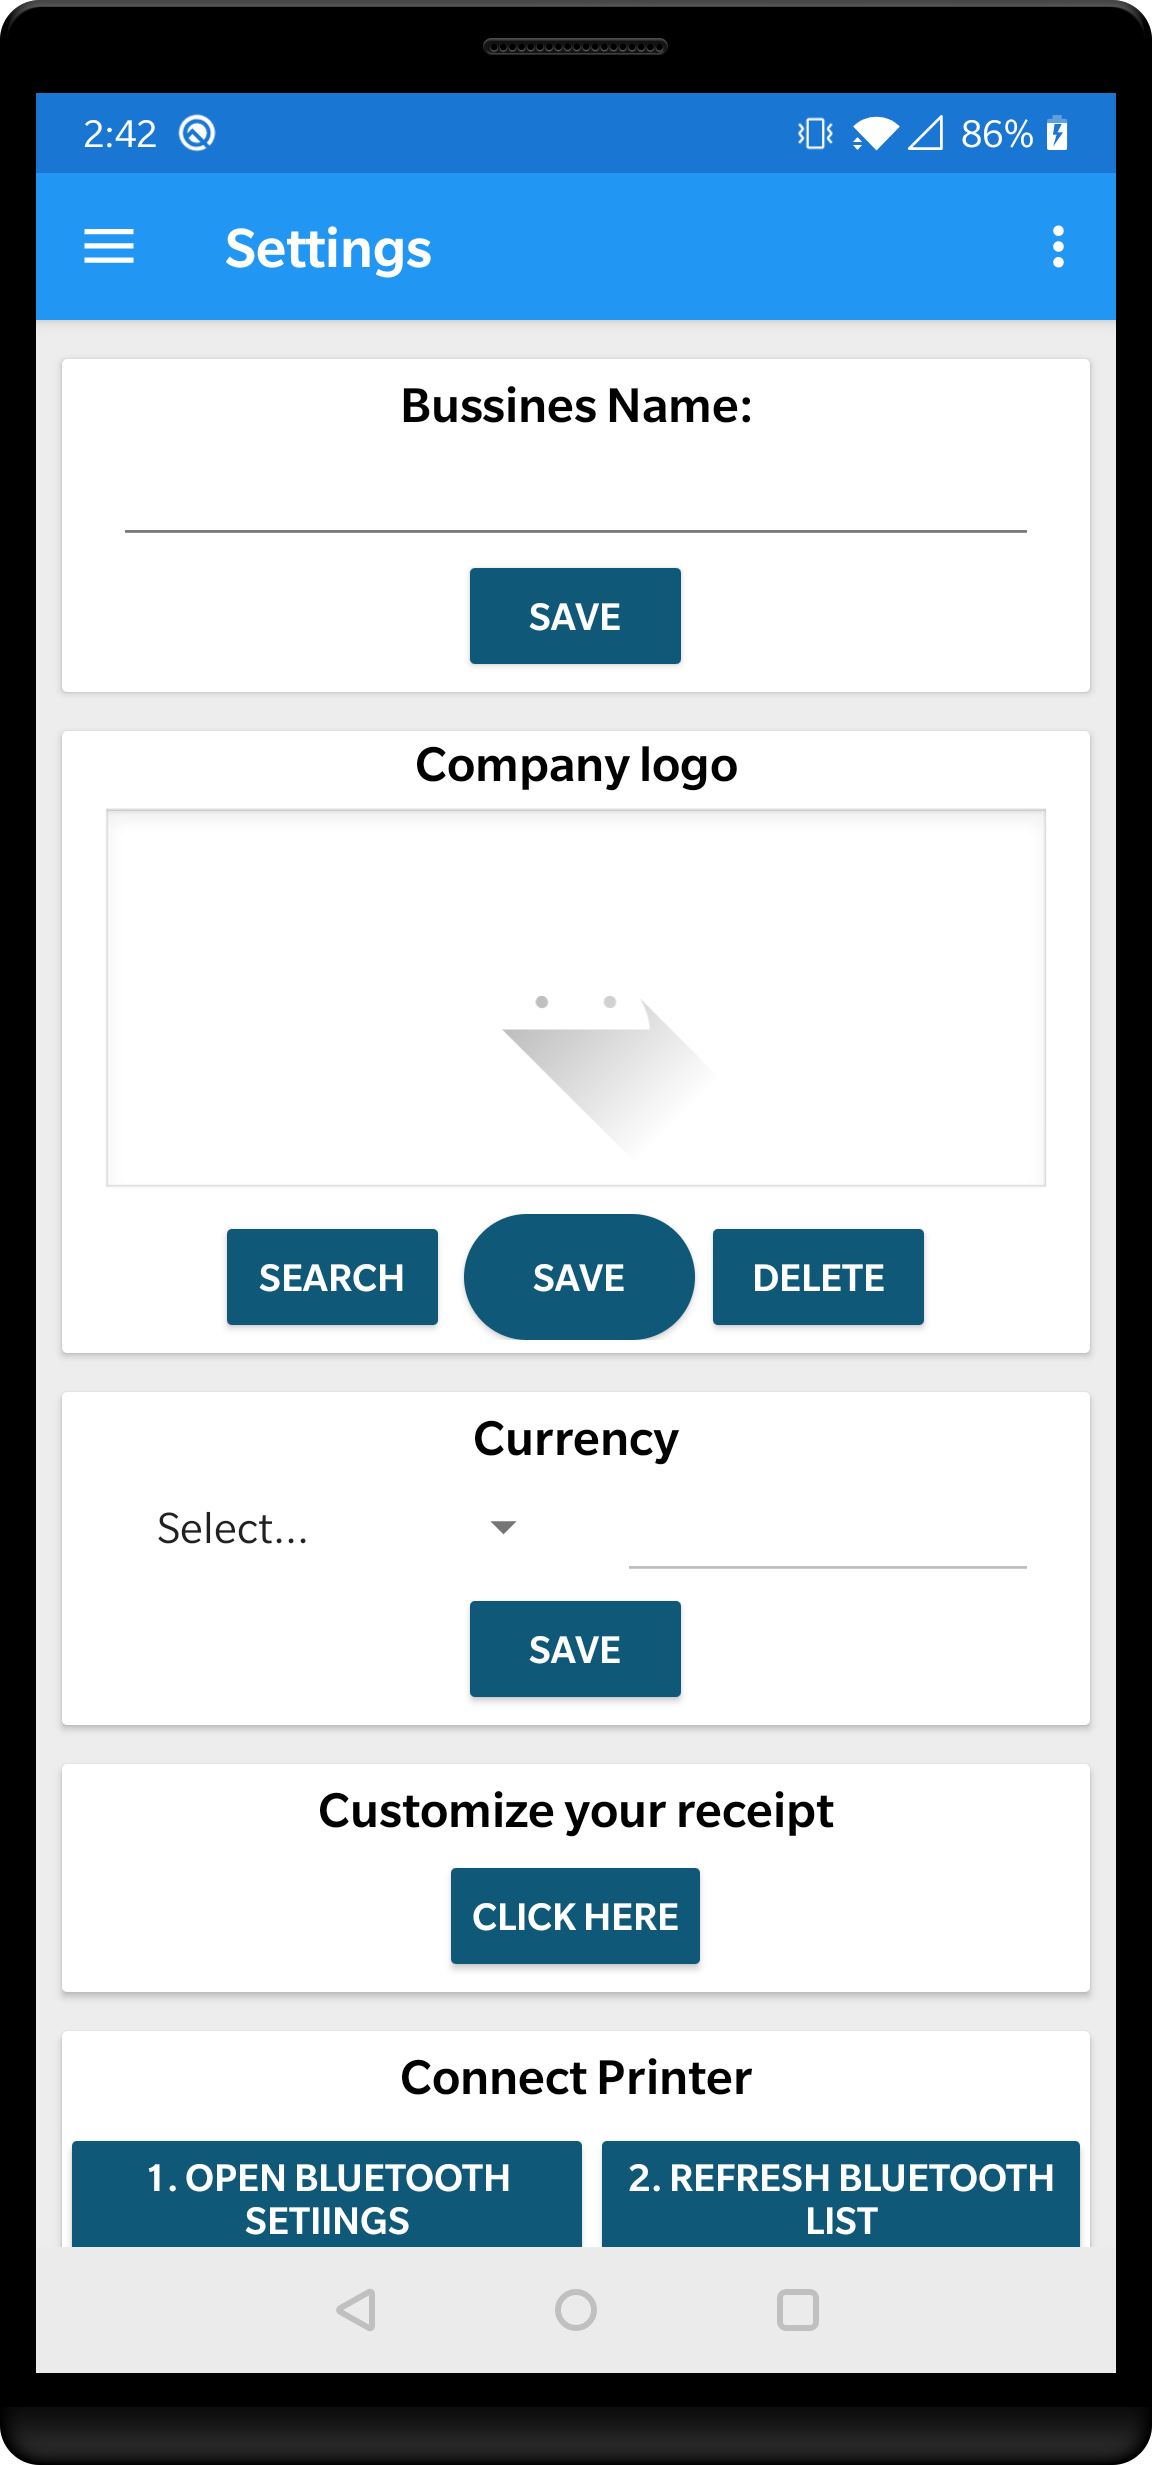 2:42 86%
Settings
Bussines Name:
SAVE
Company logo
SEARCH SAVE DELETE
Currency
Select...
SAVE
Customize your receipt
CLICK HERE
Connect Printer
1. OPEN BLUETOOTH
SETIINGS
2. REFRESH BLUETOOTH
LIST